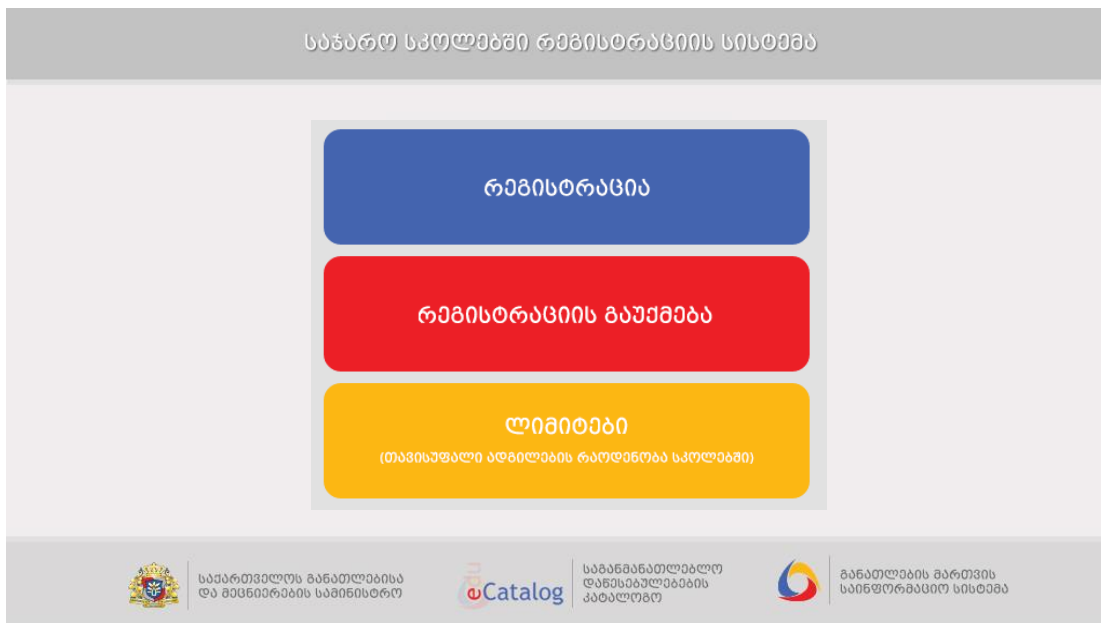 საჯარო სკოლებში რეგისტრაციის სისტემა
რეგისტრაცია
რეგისტრაციის გაუქმება
ლიმიტები
(თავისუფალი ადგილების რაოდენობა სკოლებში)
საქართველოს განათლებისა
და მეცნიერების სამინისტრო
edu
eCatalog
საგანმანათლებლო
დაწესებულებების
კატალოგი
განათლების მართვის
საინფორმაციო სისტემა